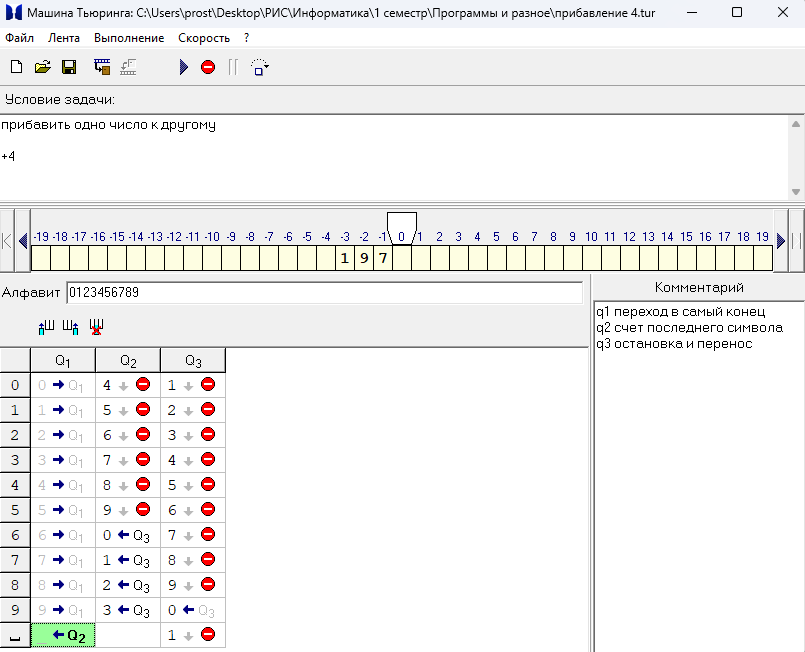 Машина Тьюринга: C:\Users\prost\Desktop\РИС\Информатика\1 семестр\Программы и разное\прибавление 4.tur
Файл Лента Выполнение Скорость ?
Условие задачи:
прибавить одно число к другому
+4
-19 -18 -17 -16 -15 -14 -13 -12 -11 -10 -9 -8 -7 -6 -5 -4 -3 -2 -1 0 1 2 3 4 5 6 7 8 9 10 11 12 13 14 15 16 17 18 19
1 9 7
Алфавит 0123456789
Комментарий
q1 переход в самый конец
q2 счет последнего символа
q3 остановка и перенос
Q1 Q2 Q3
0 0 → Q1 4 ↓ 1 ↓
1 1 → Q1 5 ↓ 2 ↓
2 2 → Q1 6 ↓ 3 ↓
3 3 → Q1 7 ↓ 4 ↓
4 4 → Q1 8 ↓ 5 ↓
5 5 → Q1 9 ↓ 6 ↓
6 6 → Q1 0 ← Q3 7 ↓
7 7 → Q1 1 ← Q3 8 ↓
8 8 → Q1 2 ← Q3 9 ↓
9 9 → Q1 3 ← Q3 0 ← Q3
_ _ ← Q2 1 ↓